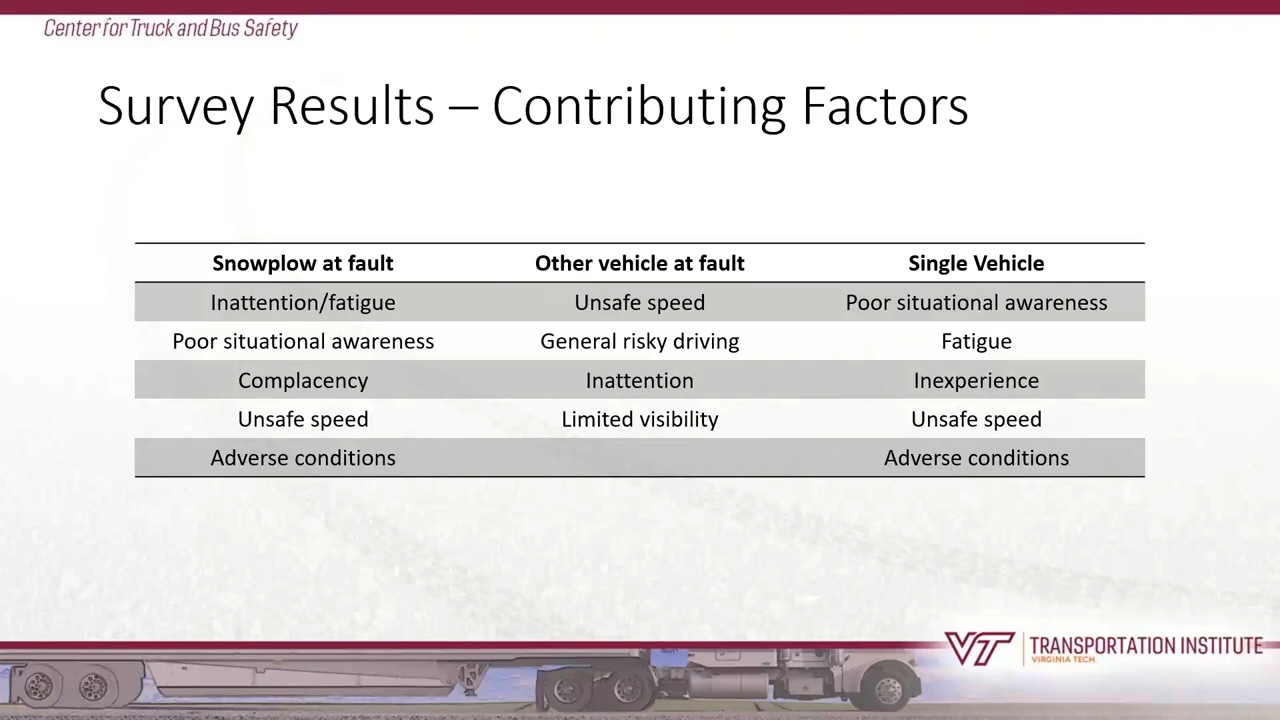 Center for Truck and Bus Safety
Survey Results – Contributing Factors
Snowplow at fault Other vehicle at fault Single Vehicle
Inattention/fatigue Unsafe speed Poor situational awareness
Poor situational awareness General risky driving Fatigue
Complacency Inattention Inexperience
Unsafe speed Limited visibility Unsafe speed
Adverse conditions Adverse conditions
VT TRANSPORTATION INSTITUTE
VIRGINIA TECH